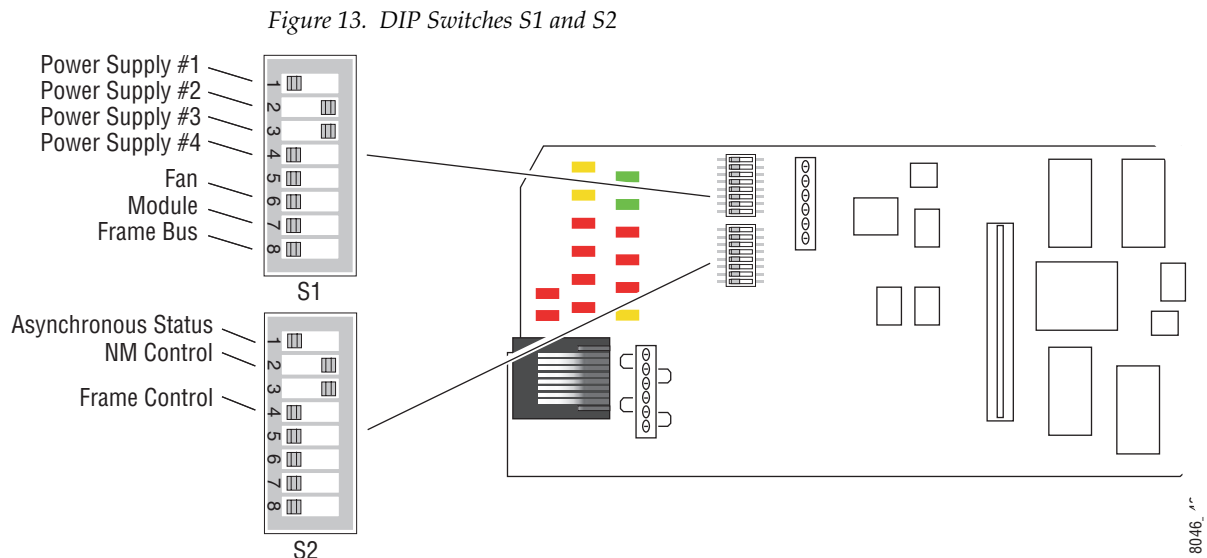 Figure 13. DIP Switches S1 and S2
Power Supply #1
Power Supply #2
Power Supply #3
Power Supply #4
Fan
Module
Frame Bus
1
2
3
4
5
6
7
8
S1
Asynchronous Status
NM Control
Frame Control
1
2
3
4
5
6
7
8
S2
8046_